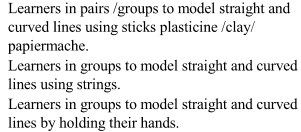 Learners in pairs /groups to model straight and
curved lines using sticks plasticine /clay/
papiermache.
Learners in groups to model straight and curved
lines using strings.
Learners in groups to model straight and curved
lines by holding their hands.